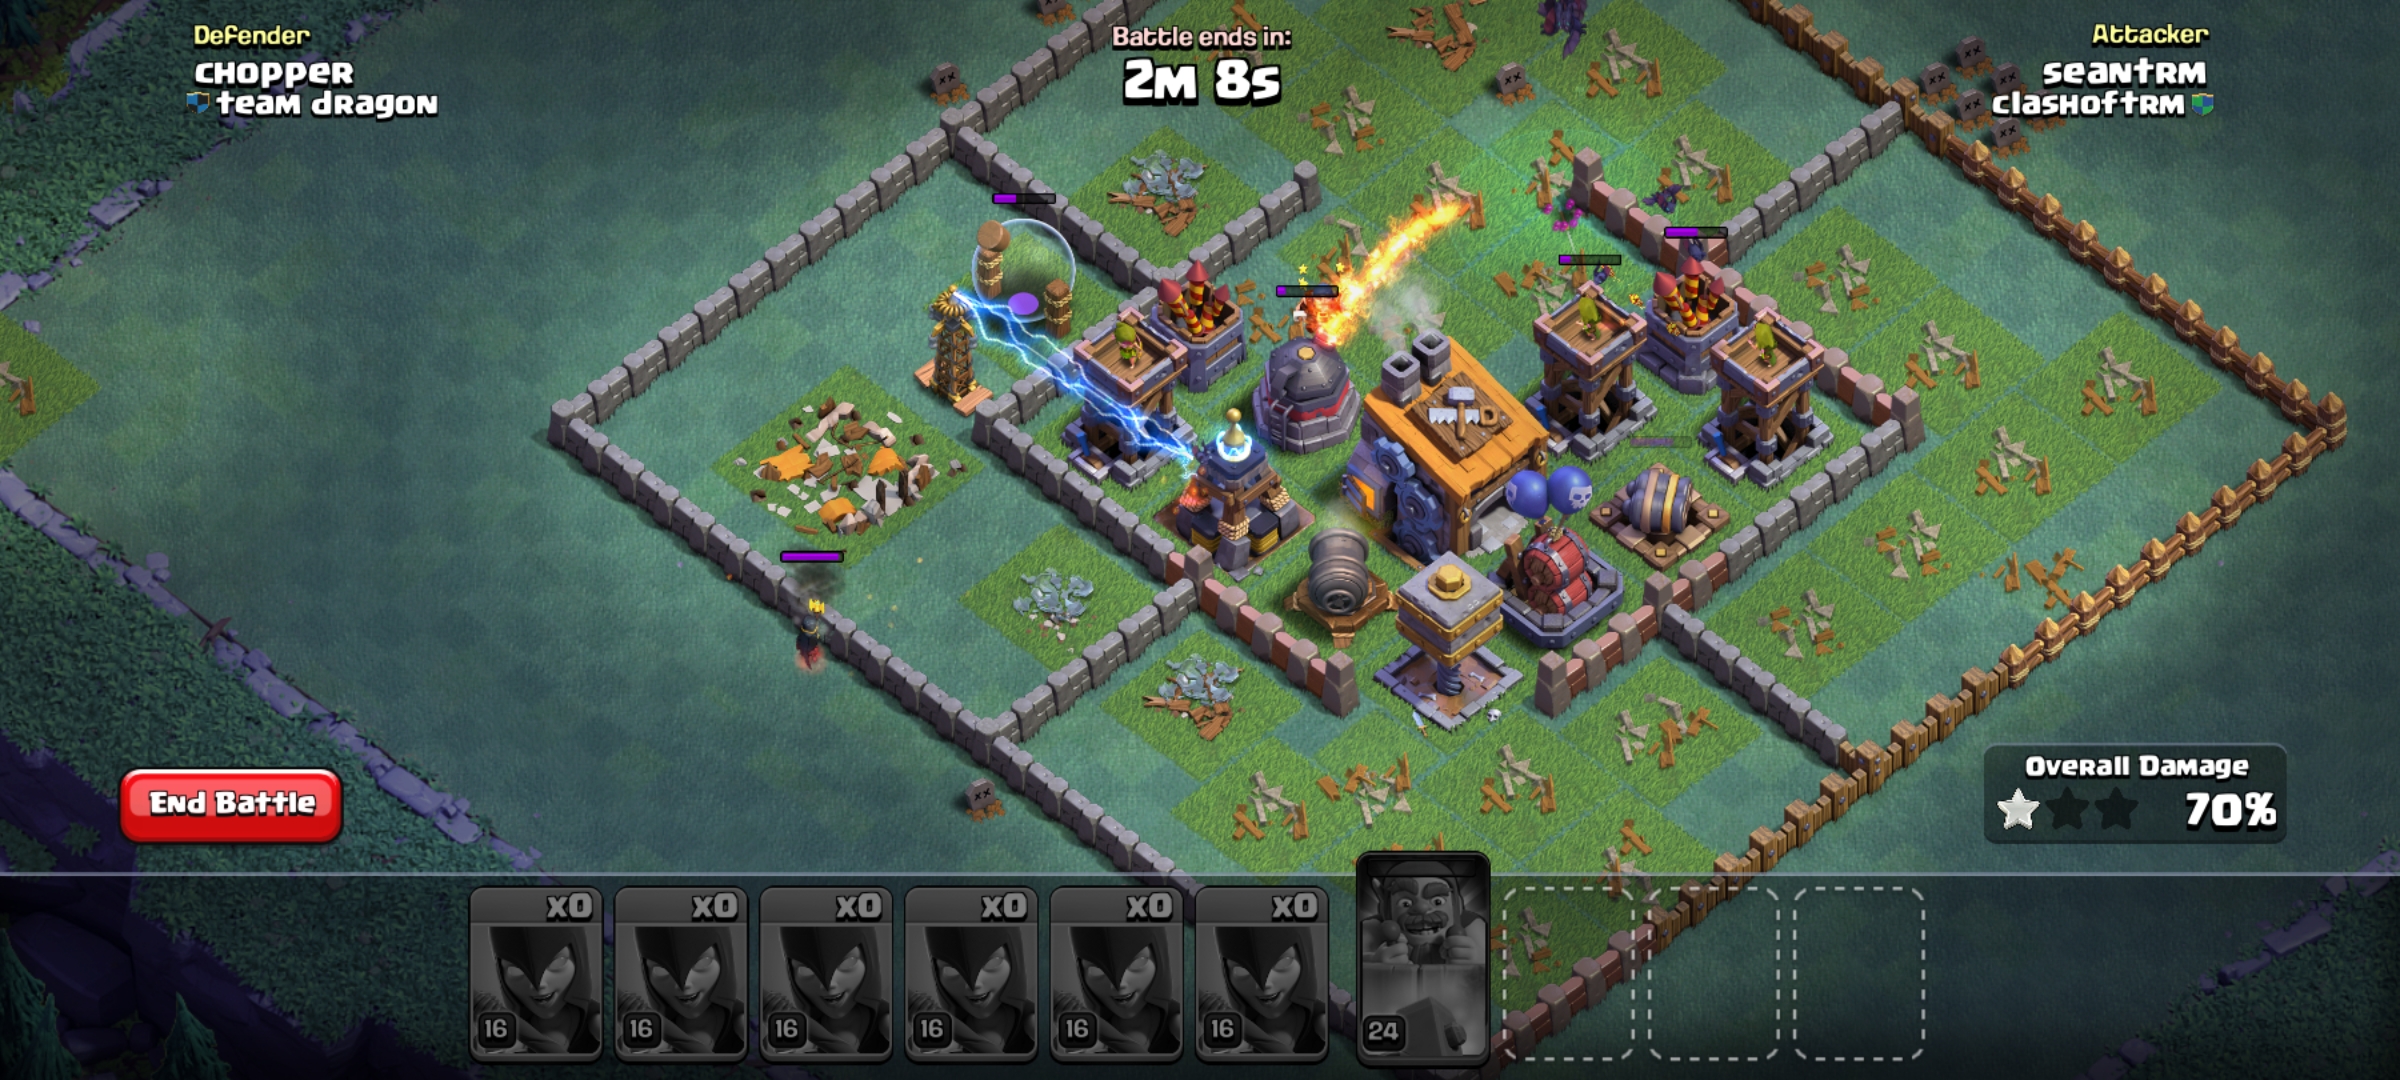 Defender
CHOPPER
team dragon
Battle ends in:
2M 8s
Attacker
seantRM
clashoftRM
End Battle
Overall Damage
70%
x0
x0
x0
x0
x0
x0
16
16
16
16
16
16
24